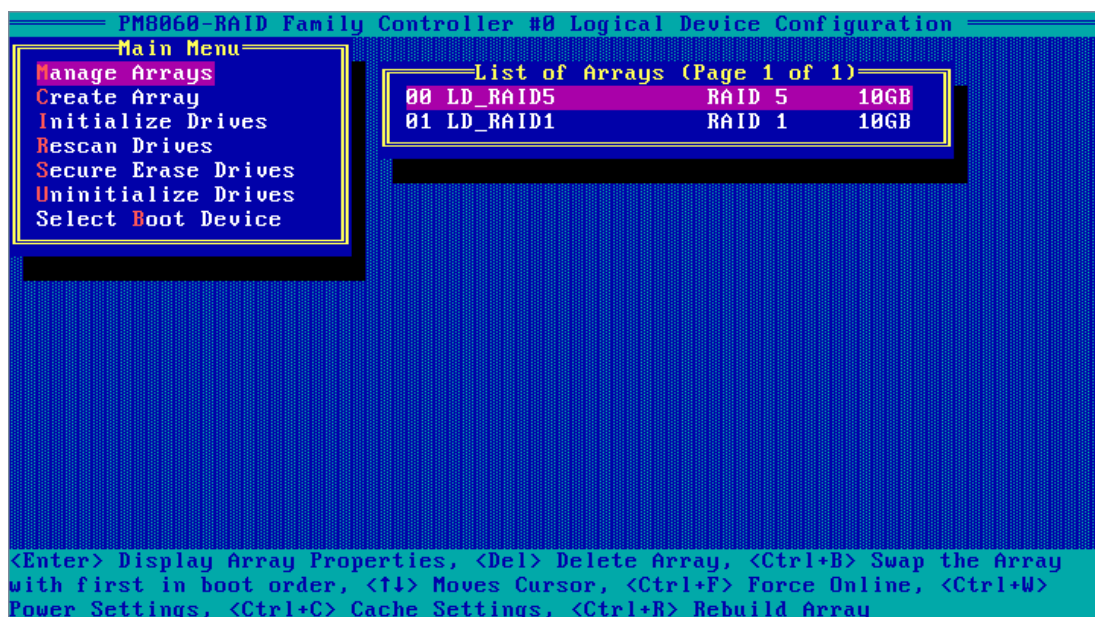 PM8060-RAID Family Controller #0 Logical Device Configuration
Main Menu
Manage Arrays
Create Array
Initialize Drives
Rescan Drives
Secure Erase Drives
Uninitialize Drives
Select Boot Device
List of Arrays (Page 1 of 1)
00 LD_RAID5 RAID 5 10GB
01 LD_RAID1 RAID 1 10GB
<Enter> Display Array Properties, <Del> Delete Array, <Ctrl+B> Swap the Array
with first in boot order, <↑↓> Moves Cursor, <Ctrl+F> Force Online, <Ctrl+W>
Power Settings, <Ctrl+C> Cache Settings, <Ctrl+R> Rebuild Array